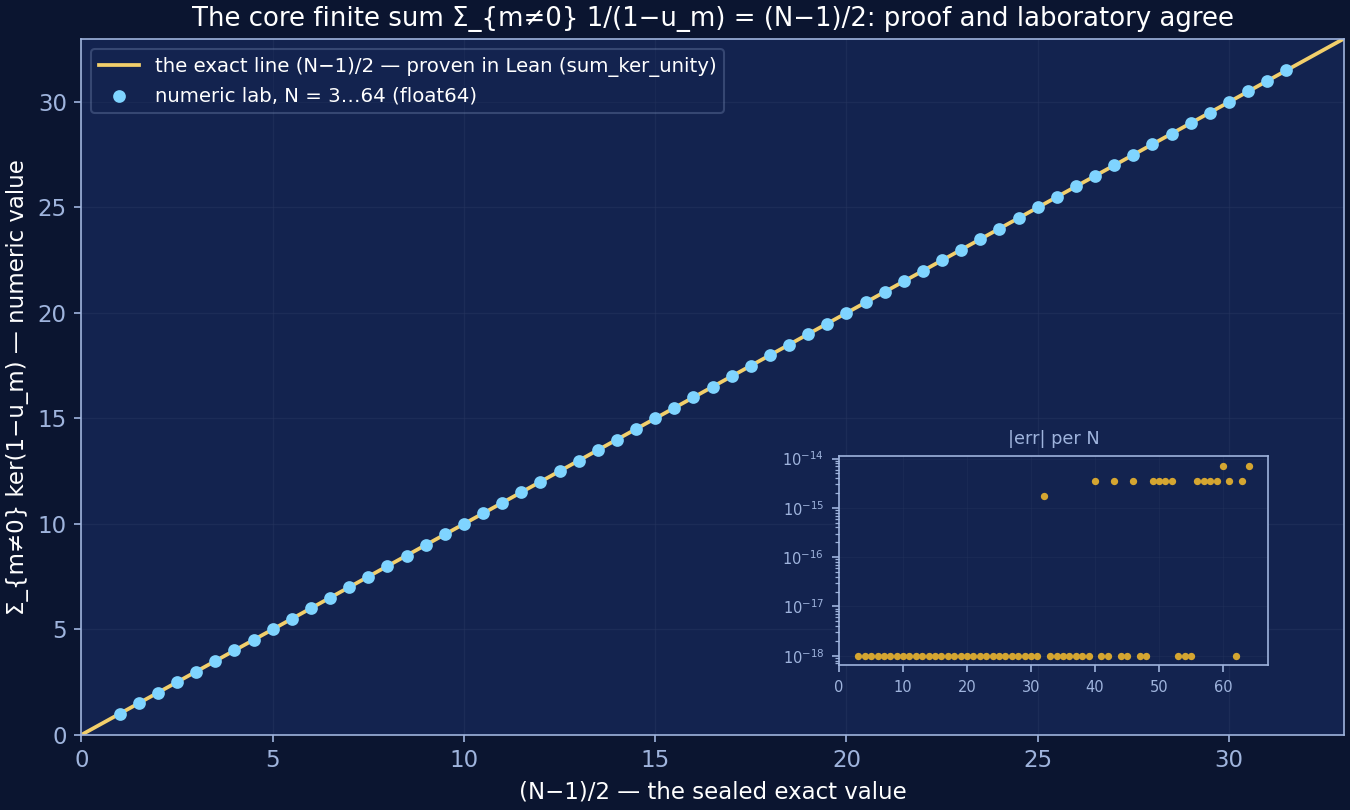 The core finite sum Σ_{m≠0} 1/(1−u_m) = (N−1)/2: proof and laboratory agree
the exact line (N−1)/2 — proven in Lean (sum_ker_unity)
numeric lab, N = 3…64 (float64)
Σ_{m≠0} ker(1−u_m) — numeric value
30
25
20
15
10
5
0
|err| per N
10⁻¹⁴
10⁻¹⁵
10⁻¹⁶
10⁻¹⁷
10⁻¹⁸
0 10 20 30 40 50 60
0 5 10 15 20 25 30
(N−1)/2 — the sealed exact value